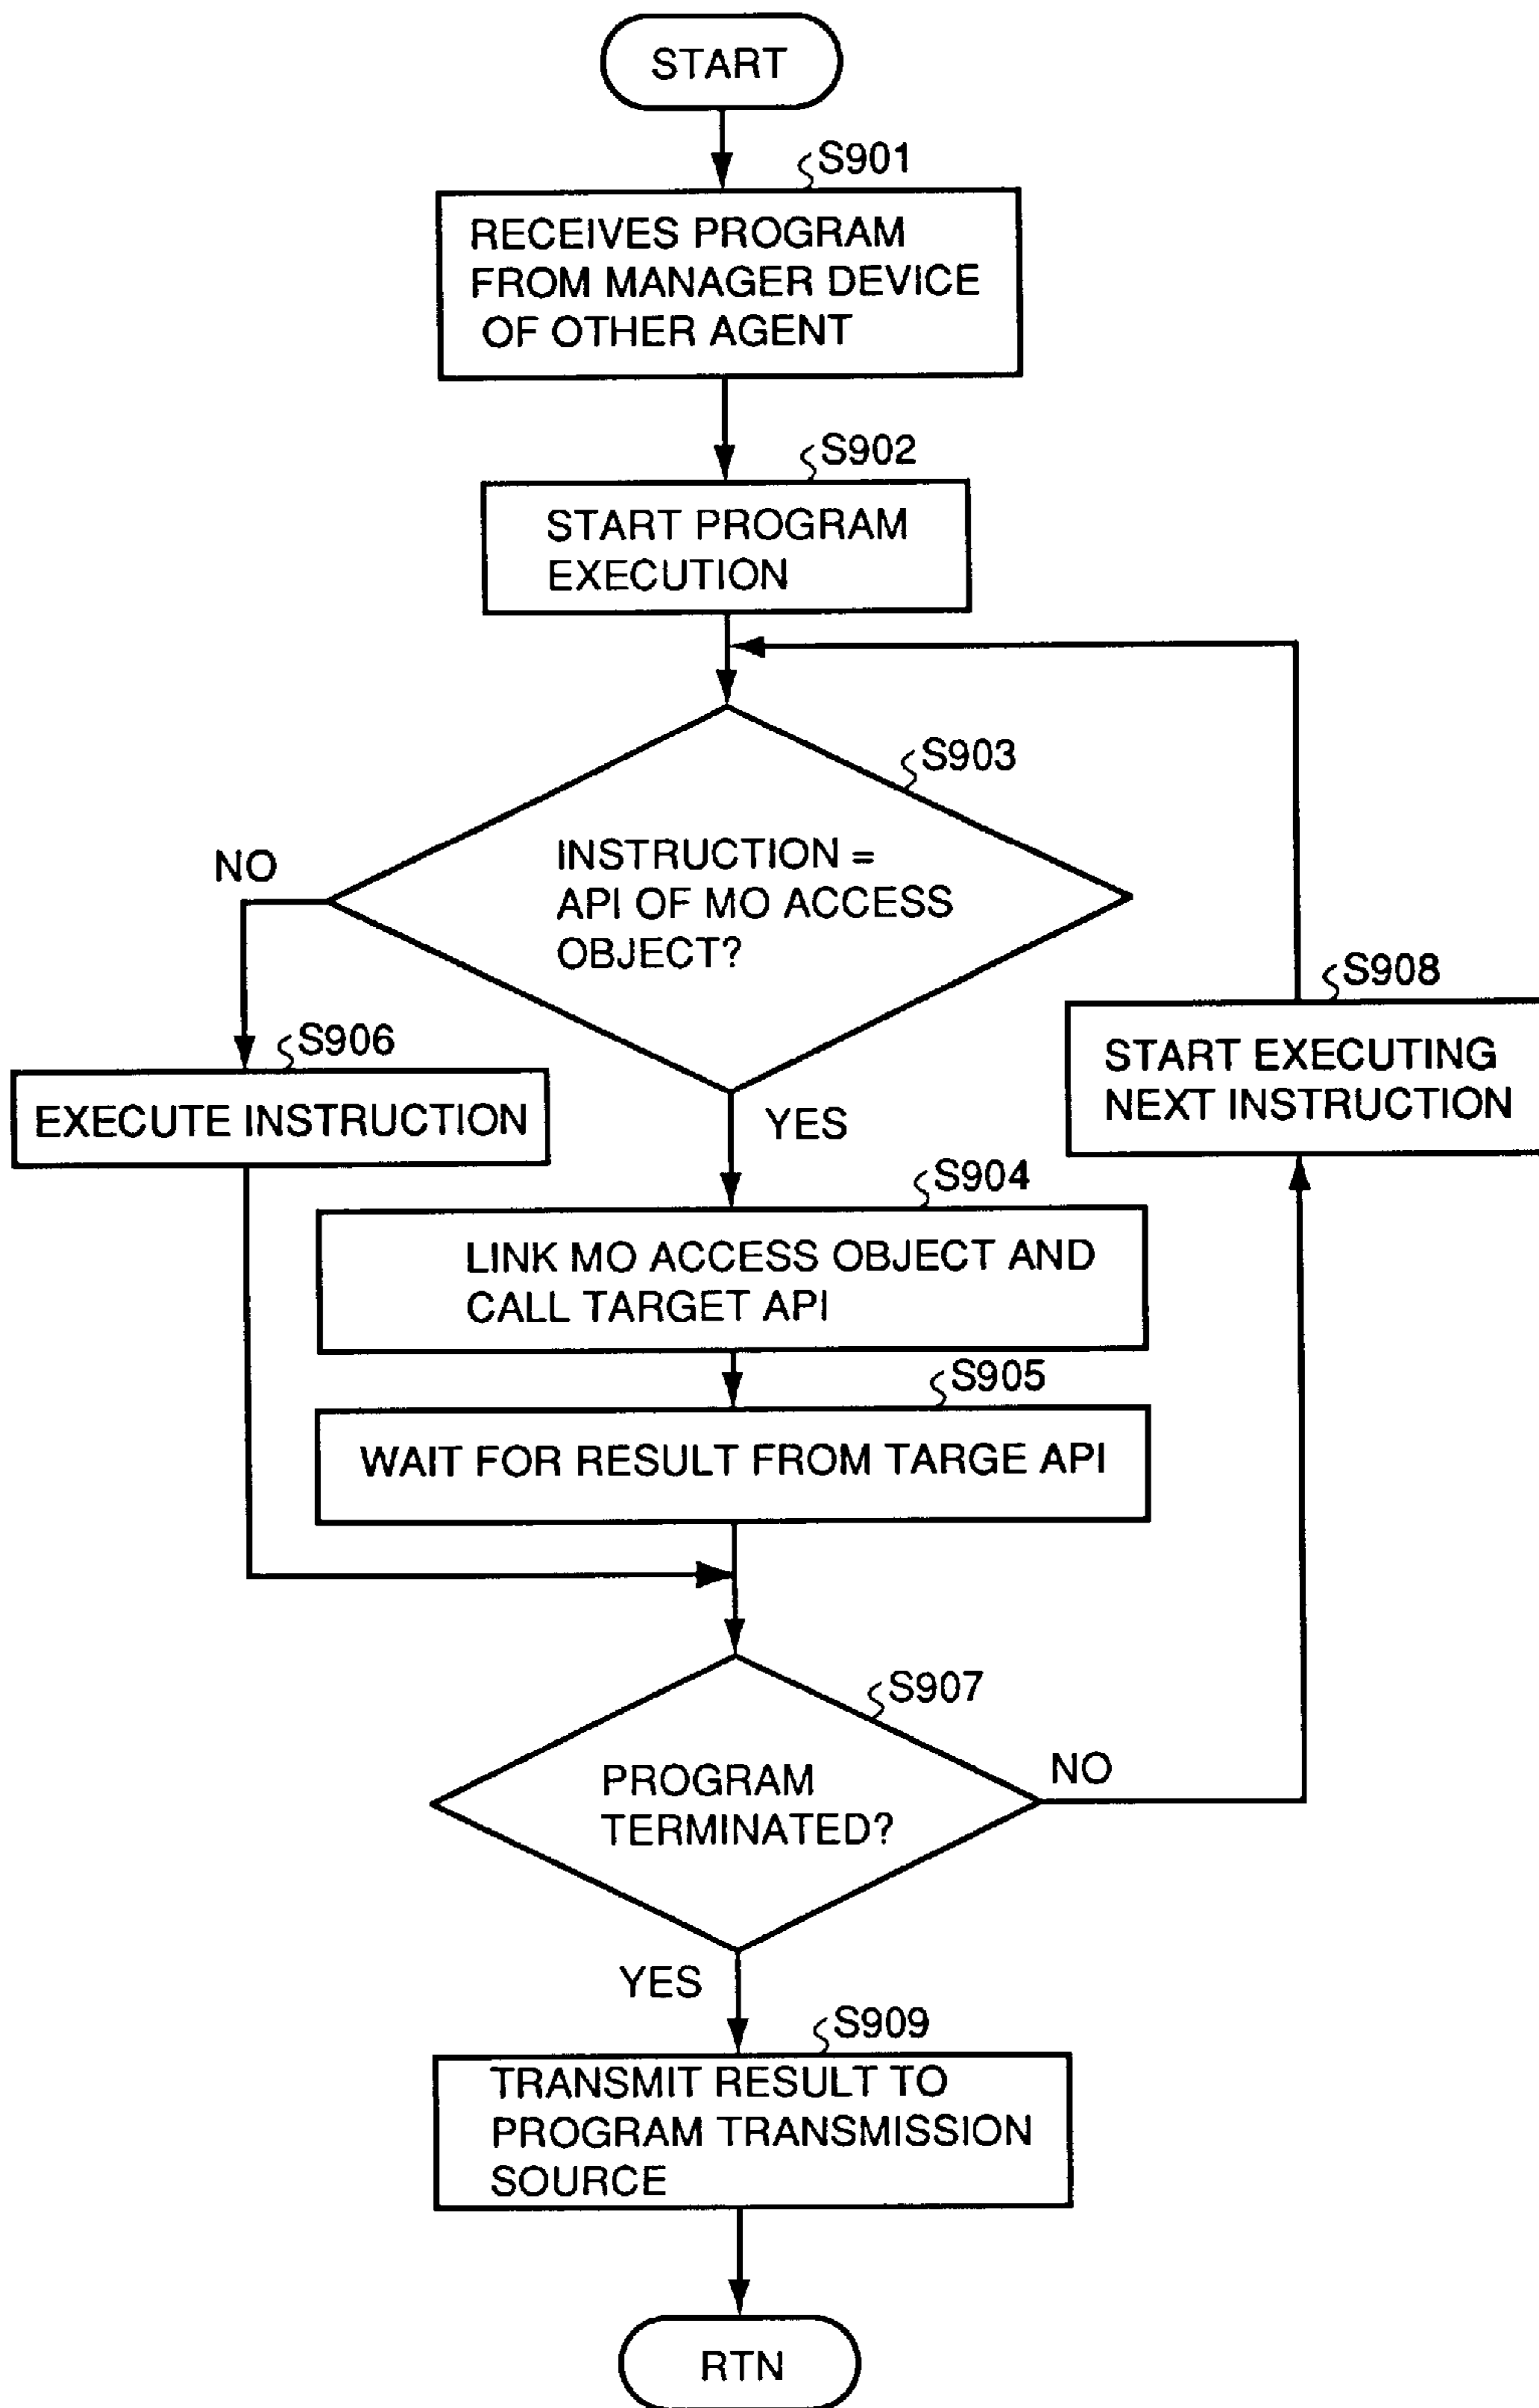 START
S901
RECEIVES PROGRAM
FROM MANAGER DEVICE
OF OTHER AGENT
S902
START PROGRAM
EXECUTION
S903
INSTRUCTION =
API OF MO ACCESS
OBJECT?
NO
YES
S908
START EXECUTING
NEXT INSTRUCTION
S906
EXECUTE INSTRUCTION
S904
LINK MO ACCESS OBJECT AND
CALL TARGET API
S905
WAIT FOR RESULT FROM TARGE API
S907
PROGRAM
TERMINATED?
NO
YES
S909
TRANSMIT RESULT TO
PROGRAM TRANSMISSION
SOURCE
RTN